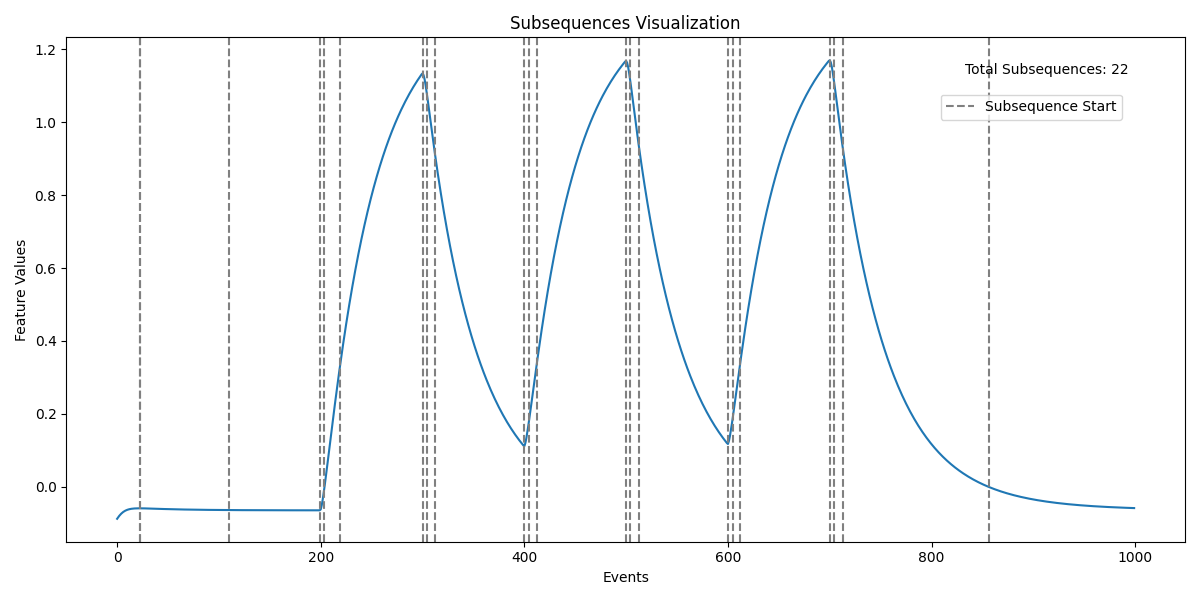 Subsequences Visualization
Total Subsequences: 22
Subsequence Start
Feature Values
1.2
1.0
0.8
0.6
0.4
0.2
0.0
0
200
400
600
800
1000
Events